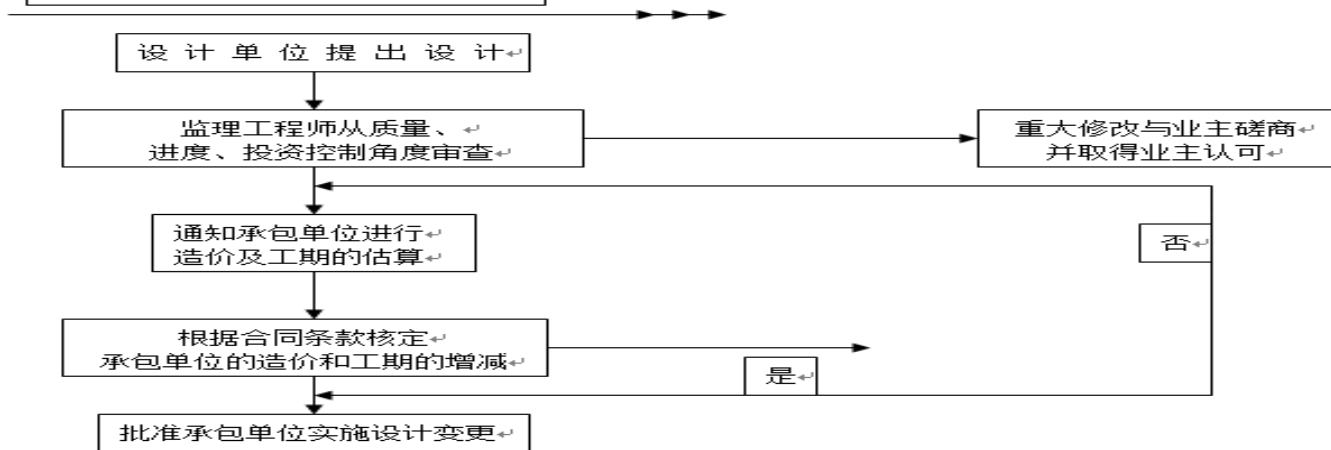 设计单位提出设计
监理工程师从质量、
进度、投资控制角度审查
重大修改与业主磋商
并取得业主认可
通知承包单位进行
造价及工期的估算
否
根据合同条款核定
承包单位的造价和工期的增减
是
批准承包单位实施设计变更